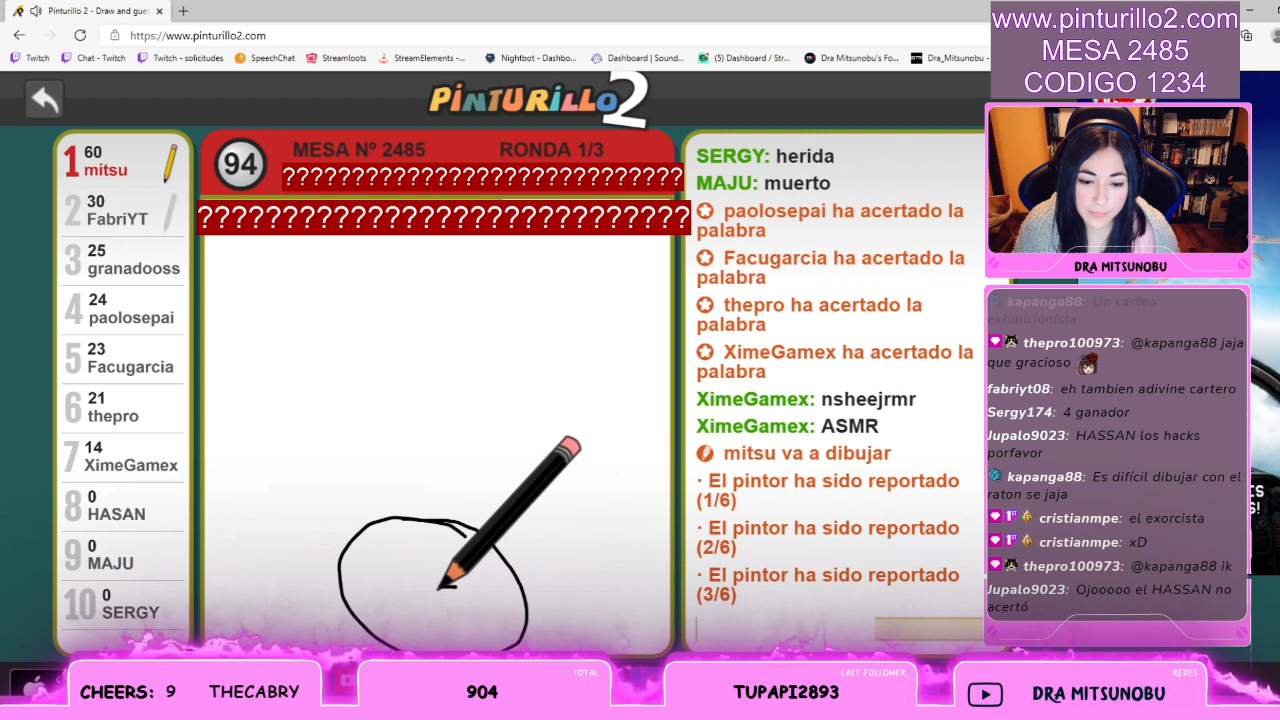 Pinturillo 2 - Draw and gues
https://www.pinturillo2.com
Twitch
Chat - Twitch
Twitch - solicitudes
SpeechChat
Streamloots
StreamElements -...
Nightbot - Dashbo...
Dashboard | Sound...
(5) Dashboard / Str...
Dra Mitsunobu's Fo...
Dra_Mitsunobu -
www.pinturillo2.com
MESA 2485
CODIGO 1234
PINTURILLO 2
1 60 mitsu
2 30 FabriYT
3 25 granadooss
4 24 paolosepai
5 23 Facugarcia
6 21 thepro
7 14 XimeGamex
8 0 HASAN
9 0 MAJU
10 0 SERGY
94
MESA Nº 2485
RONDA 1/3
?????????????????????????????
?????????????????????????????
SERGY: herida
MAJU: muerto
paolosepai ha acertado la
palabra
Facugarcia ha acertado la
palabra
thepro ha acertado la
palabra
XimeGamex ha acertado la
palabra
XimeGamex: nsheejrmr
XimeGamex: ASMR
mitsu va a dibujar
· El pintor ha sido reportado
(1/6)
· El pintor ha sido reportado
(2/6)
· El pintor ha sido reportado
(3/6)
DRA MITSUNOBU
kapanga88: Un carteo
exhibicionista
thepro100973: @kapanga88 jaja
que gracioso
fabriyt08: eh tambien adivine cartero
Sergy174: 4 ganador
Jupalo9023: HASSAN los hacks
porfavor
kapanga88: Es difícil dibujar con el
raton se jaja
cristianmpe: el exorcista
cristianmpe: xD
thepro100973: @kapanga88 ik
Jupalo9023: Ojooooo el HASSAN no
acertó
CHEERS: 9 THECABRY
TOTAL
904
LAST FOLLOWER
TUPAPI2893
REDES
DRA MITSUNOBU